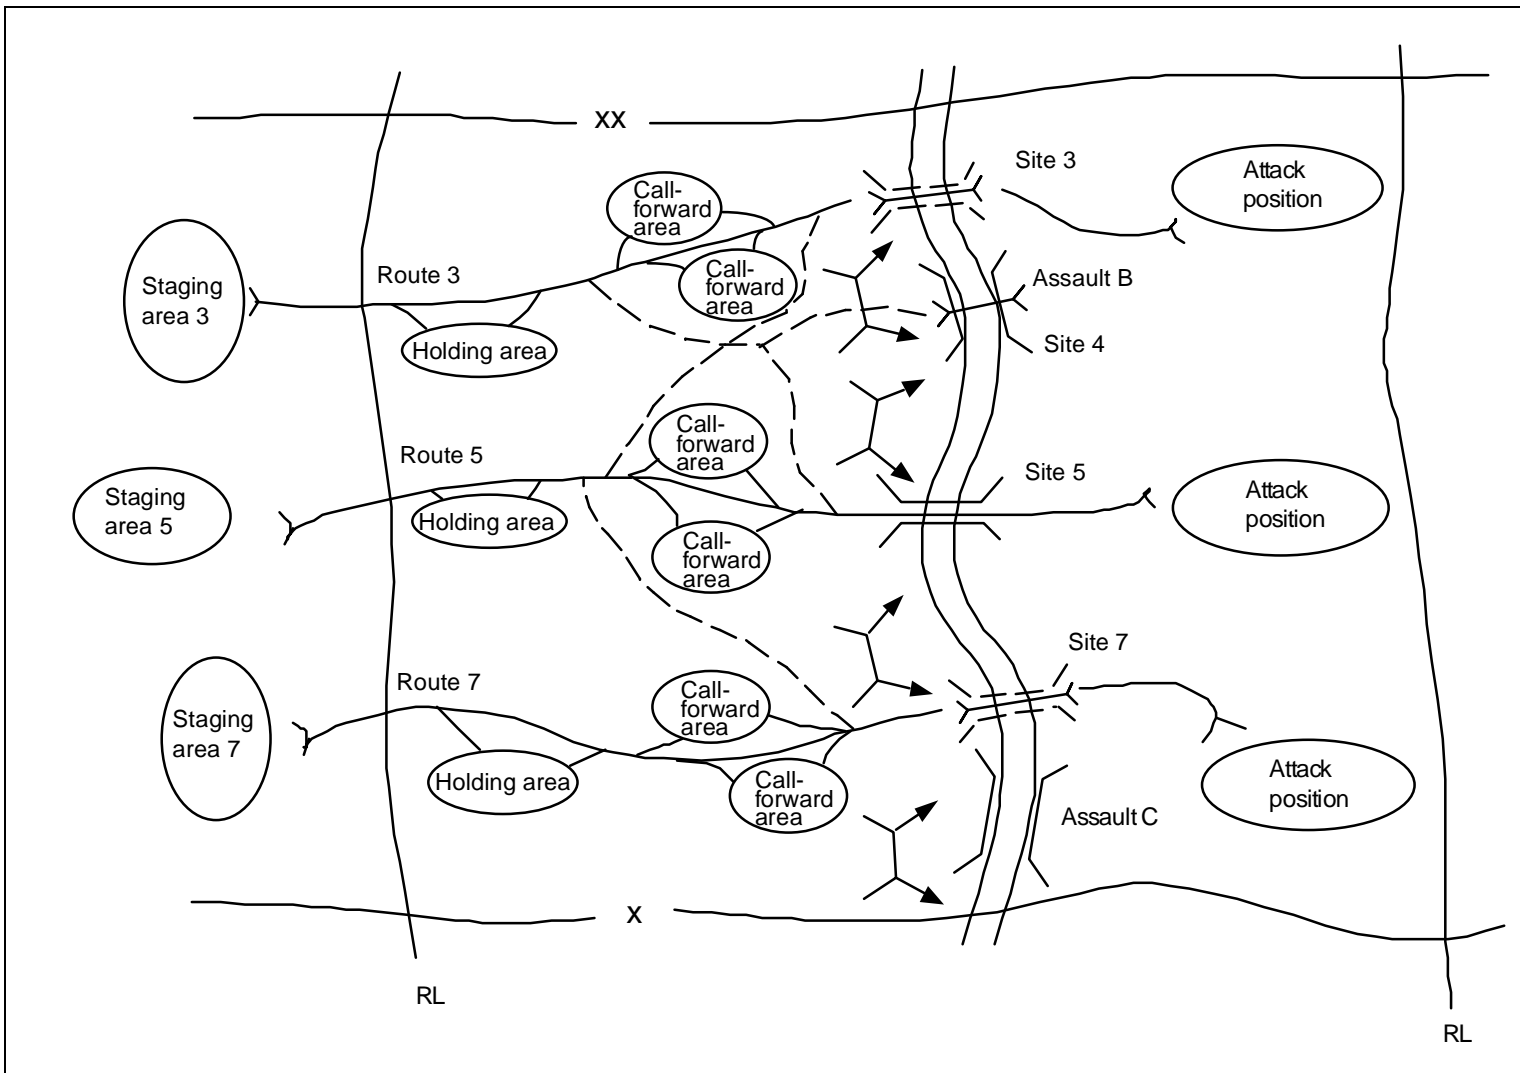 XX
Site 3
Attack
position
Call-
forward
area
Staging
area 3
Route 3
Call-
forward
area
Assault B
Holding area
Site 4
Route 5
Call-
forward
area
Site 5
Staging
area 5
Holding area
Attack
position
Call-
forward
area
Site 7
Route 7
Call-
forward
area
Staging
area 7
Holding area
Call-
forward
area
Attack
position
Assault C
X
RL
RL